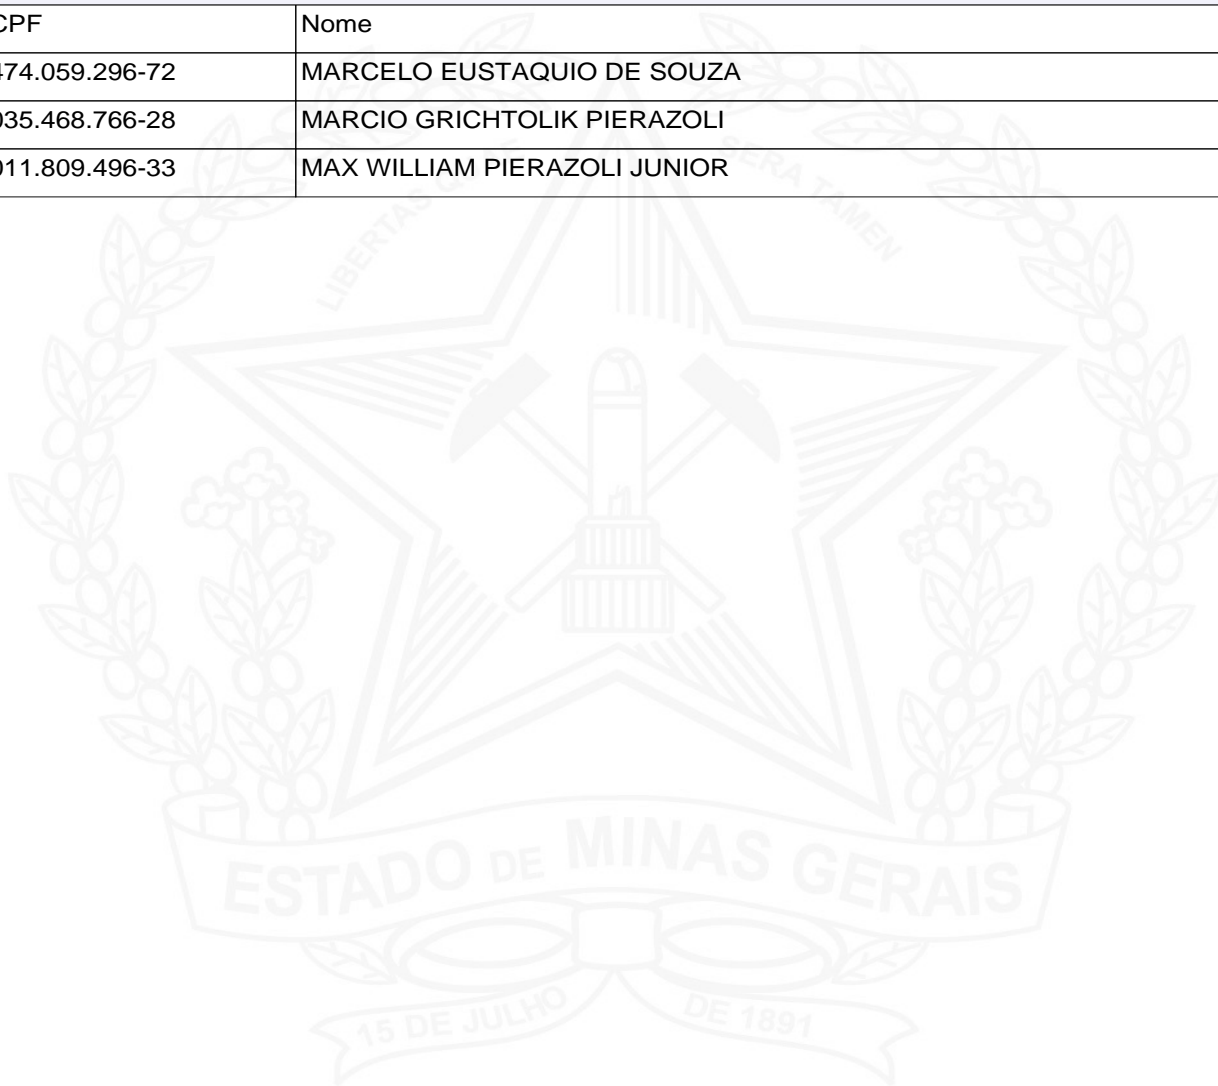 CPF Nome
474.059.296-72 MARCELO EUSTAQUIO DE SOUZA
035.468.766-28 MARCIO GRICHTOLIK PIERAZOLI
011.809.496-33 MAX WILLIAM PIERAZOLI JUNIOR
LIBERTAS QUE SERA TAMEN
ESTADO DE MINAS GERAIS
15 DE JULHO DE 1891